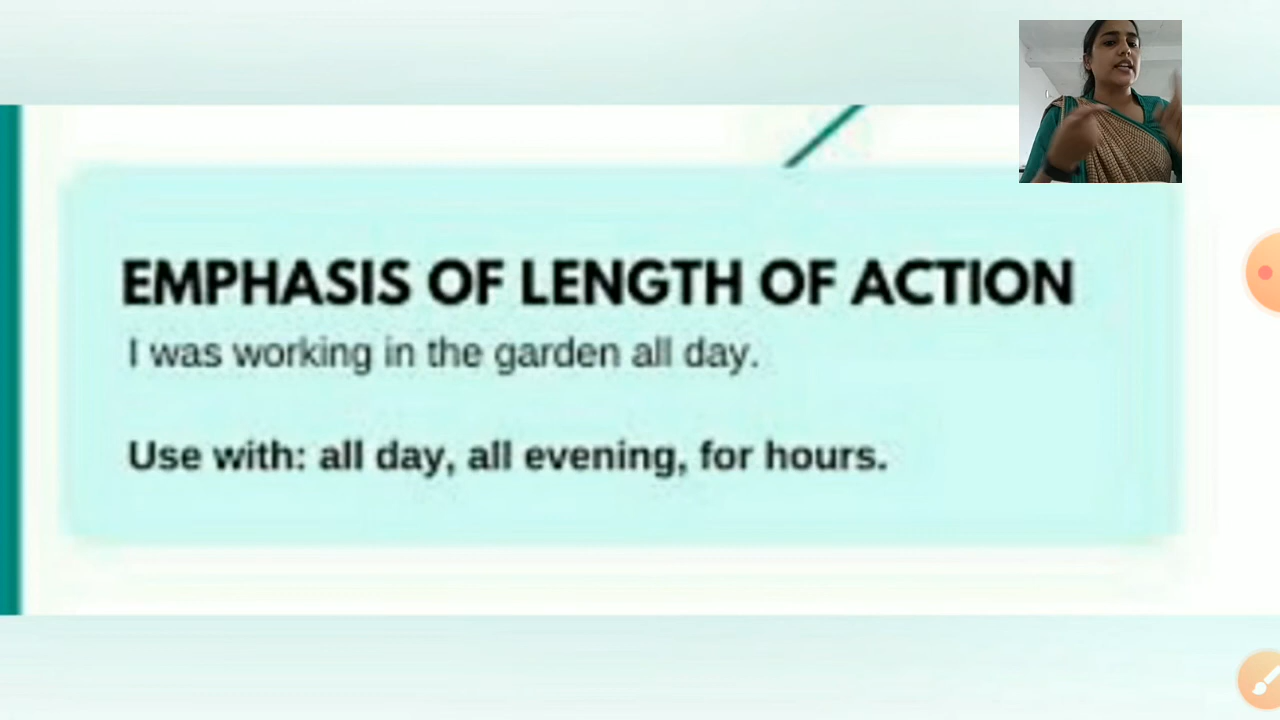 EMPHASIS OF LENGTH OF ACTION
I was working in the garden all day.
Use with: all day, all evening, for hours.